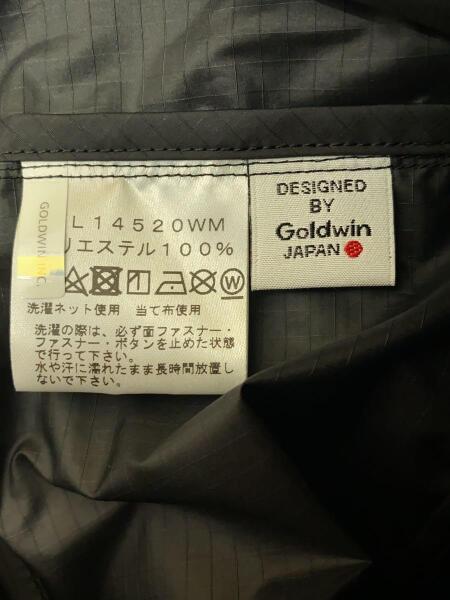 GOLDWIN INC.
L14520WM
リエステル100%
W
洗濯ネット使用 当て布使用
洗濯の際は、必ず面ファスナー・
ファスナー・ボタンを止めた状態
で行って下さい。
水や汗に濡れたまま長時間放置し
ないで下さい。
DESIGNED
BY
Goldwin
JAPAN